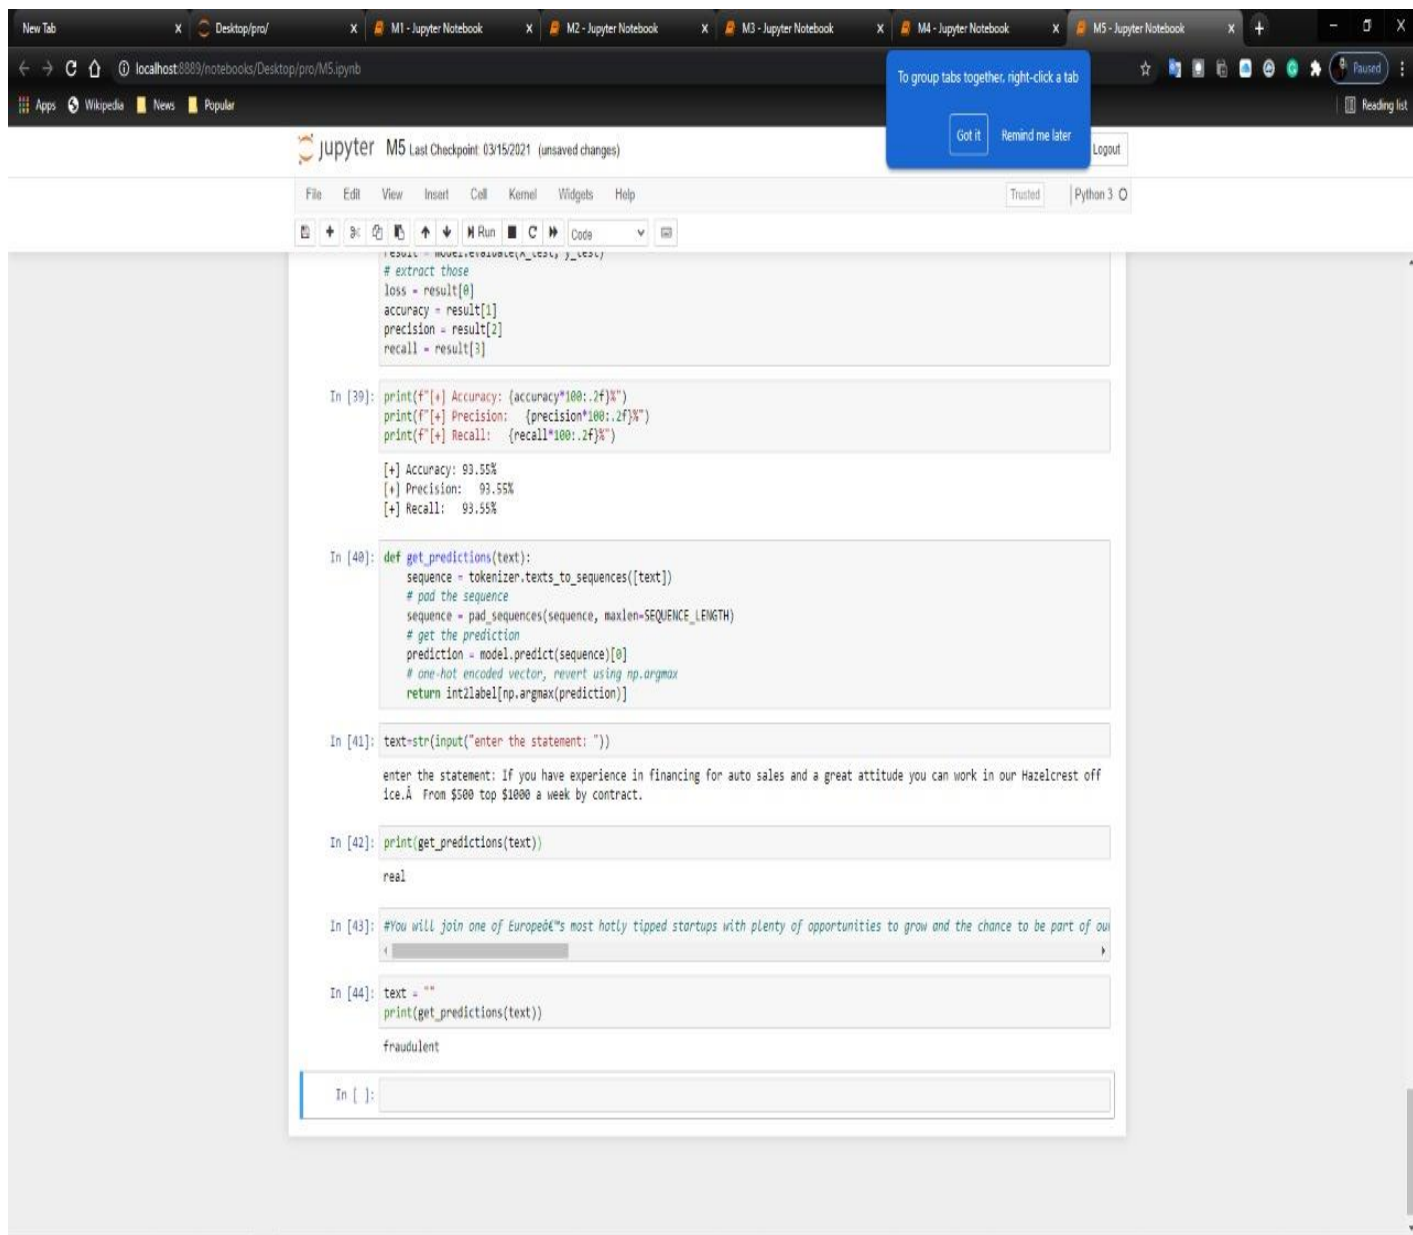 New Tab
Desktop/pro/
M1 - Jupyter Notebook
M2 - Jupyter Notebook
M3 - Jupyter Notebook
M4 - Jupyter Notebook
M5 - Jupyter Notebook
localhost:8889/notebooks/Desktop/pro/M5.ipynb
Paused
Apps Wikipedia News Popular
Reading list
To group tabs together, right-click a tab
Got it Remind me later
jupyter M5 Last Checkpoint: 03/15/2021 (unsaved changes)
Logout
File Edit View Insert Cell Kernel Widgets Help
Trusted Python 3
Run Code
result = model.evaluate(X_test, y_test)
# extract those
loss = result[0]
accuracy = result[1]
precision = result[2]
recall = result[3]
In [39]: print(f"[+] Accuracy: {accuracy*100:.2f}%")
print(f"[+] Precision:   {precision*100:.2f}%")
print(f"[+] Recall:   {recall*100:.2f}%")
[+] Accuracy: 93.55%
[+] Precision:   93.55%
[+] Recall:   93.55%
In [40]: def get_predictions(text):
sequence = tokenizer.texts_to_sequences([text])
# pad the sequence
sequence = pad_sequences(sequence, maxlen=SEQUENCE_LENGTH)
# get the prediction
prediction = model.predict(sequence)[0]
# one-hot encoded vector, revert using np.argmax
return int2label[np.argmax(prediction)]
In [41]: text=str(input("enter the statement: "))
enter the statement: If you have experience in financing for auto sales and a great attitude you can work in our Hazelcrest off
ice.Â  From $500 top $1000 a week by contract.
In [42]: print(get_predictions(text))
real
In [43]: #You will join one of Europeâ€™s most hotly tipped startups with plenty of opportunities to grow and the chance to be part of ou
In [44]: text = ""
print(get_predictions(text))
fraudulent
In [ ]: